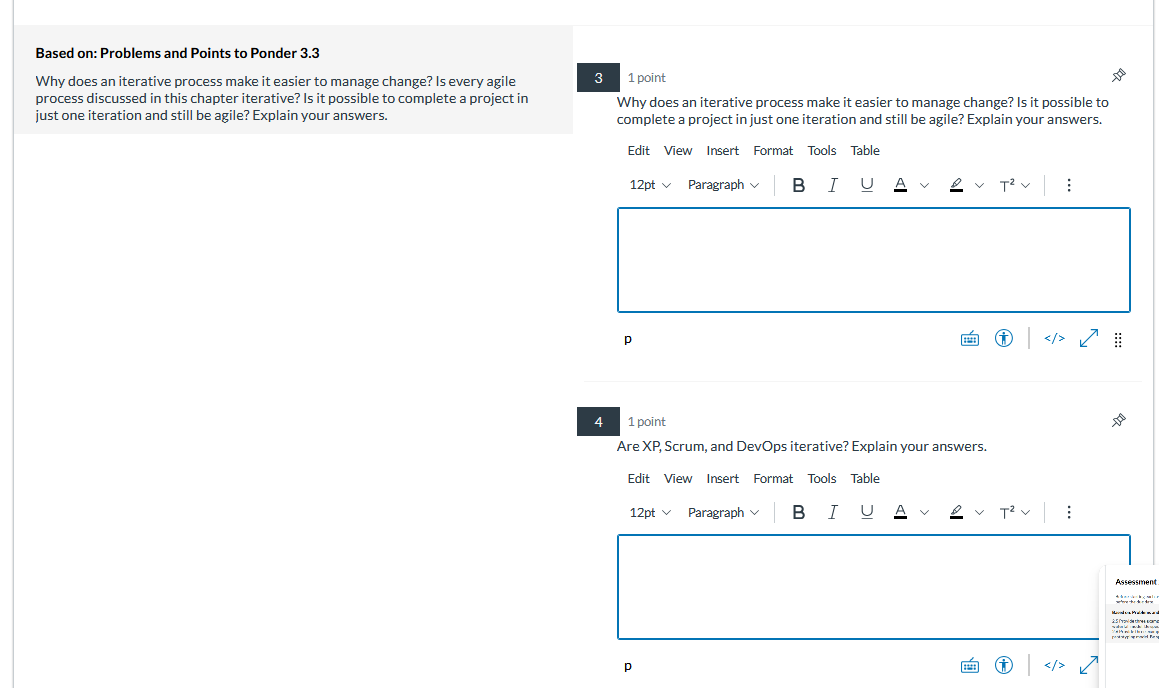 Based on: Problems and Points to Ponder 3.3
Why does an iterative process make it easier to manage change? Is every agile
process discussed in this chapter iterative? Is it possible to complete a project in
just one iteration and still be agile? Explain your answers.
3 1 point
Why does an iterative process make it easier to manage change? Is it possible to
complete a project in just one iteration and still be agile? Explain your answers.
Edit View Insert Format Tools Table
12pt Paragraph B I U A T²
p </>
4 1 point
Are XP, Scrum, and DevOps iterative? Explain your answers.
Edit View Insert Format Tools Table
12pt Paragraph B I U A T²
Assessment
p </>